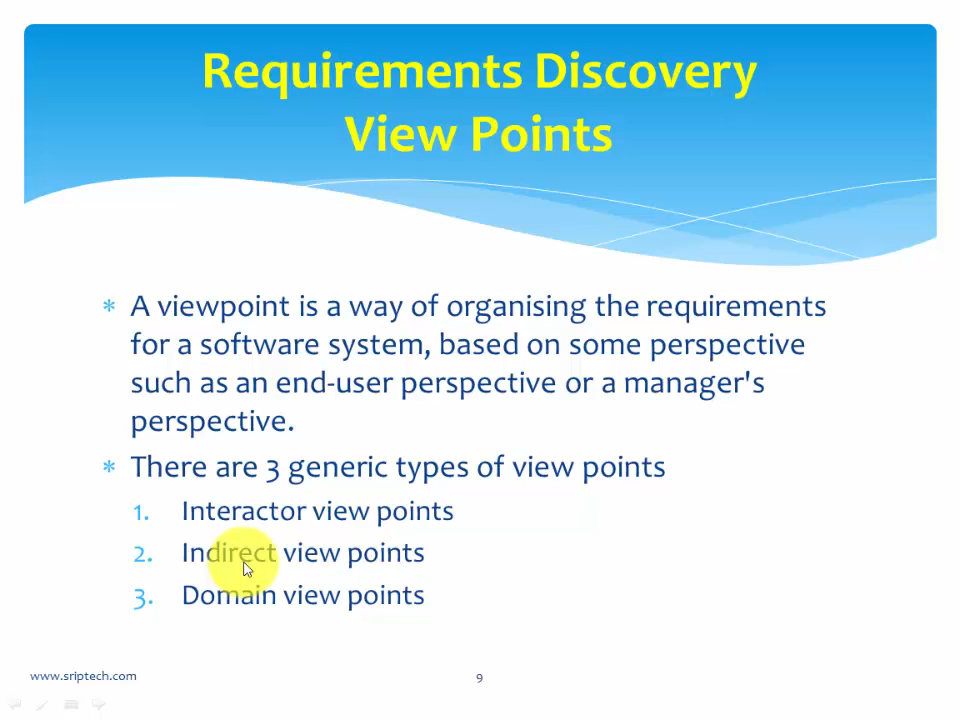 Requirements Discovery
View Points
* A viewpoint is a way of organising the requirements
for a software system, based on some perspective
such as an end-user perspective or a manager's
perspective.
* There are 3 generic types of view points
1. Interactor view points
2. Indirect view points
3. Domain view points
www.sriptech.com
9